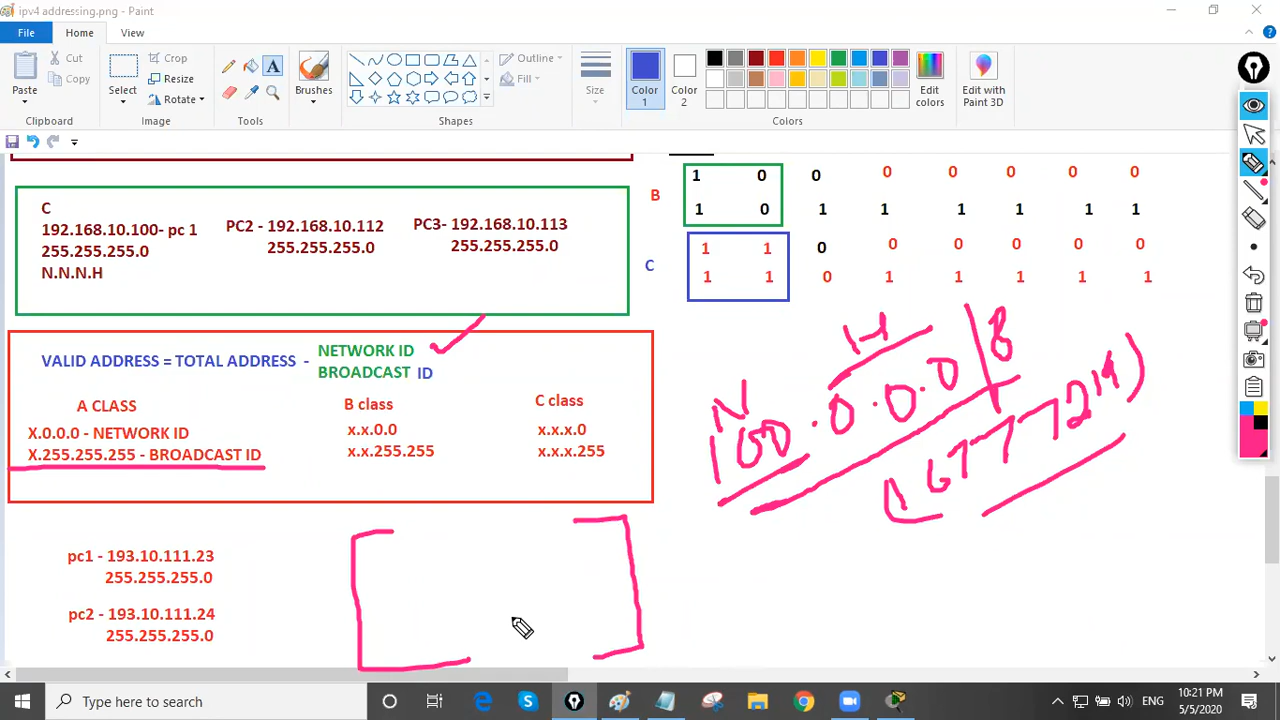 ipv4 addressing.png - Paint
File
Home
View
Paste
Cut
Copy
Clipboard
Select
Crop
Resize
Rotate
Image
Tools
Brushes
Shapes
Outline
Fill
Size
Color
1
Color
2
Edit
colors
Edit with
Paint 3D
Colors
C
192.168.10.100- pc 1
255.255.255.0
N.N.N.H
PC2 - 192.168.10.112
255.255.255.0
PC3- 192.168.10.113
255.255.255.0
VALID ADDRESS = TOTAL ADDRESS - NETWORK ID
BROADCAST ID
A CLASS
X.0.0.0 - NETWORK ID
X.255.255.255 - BROADCAST ID
B class
x.x.0.0
x.x.255.255
C class
x.x.x.0
x.x.x.255
pc1 - 193.10.111.23
255.255.255.0
pc2 - 193.10.111.24
255.255.255.0
B
1 0 0 0 0 0 0 0
1 0 1 1 1 1 1 1
C
1 1 0 0 0 0 0 0
1 1 0 1 1 1 1 1
N H 8
100.0.0.0
(16777214)
Type here to search
ENG
10:21 PM
5/5/2020